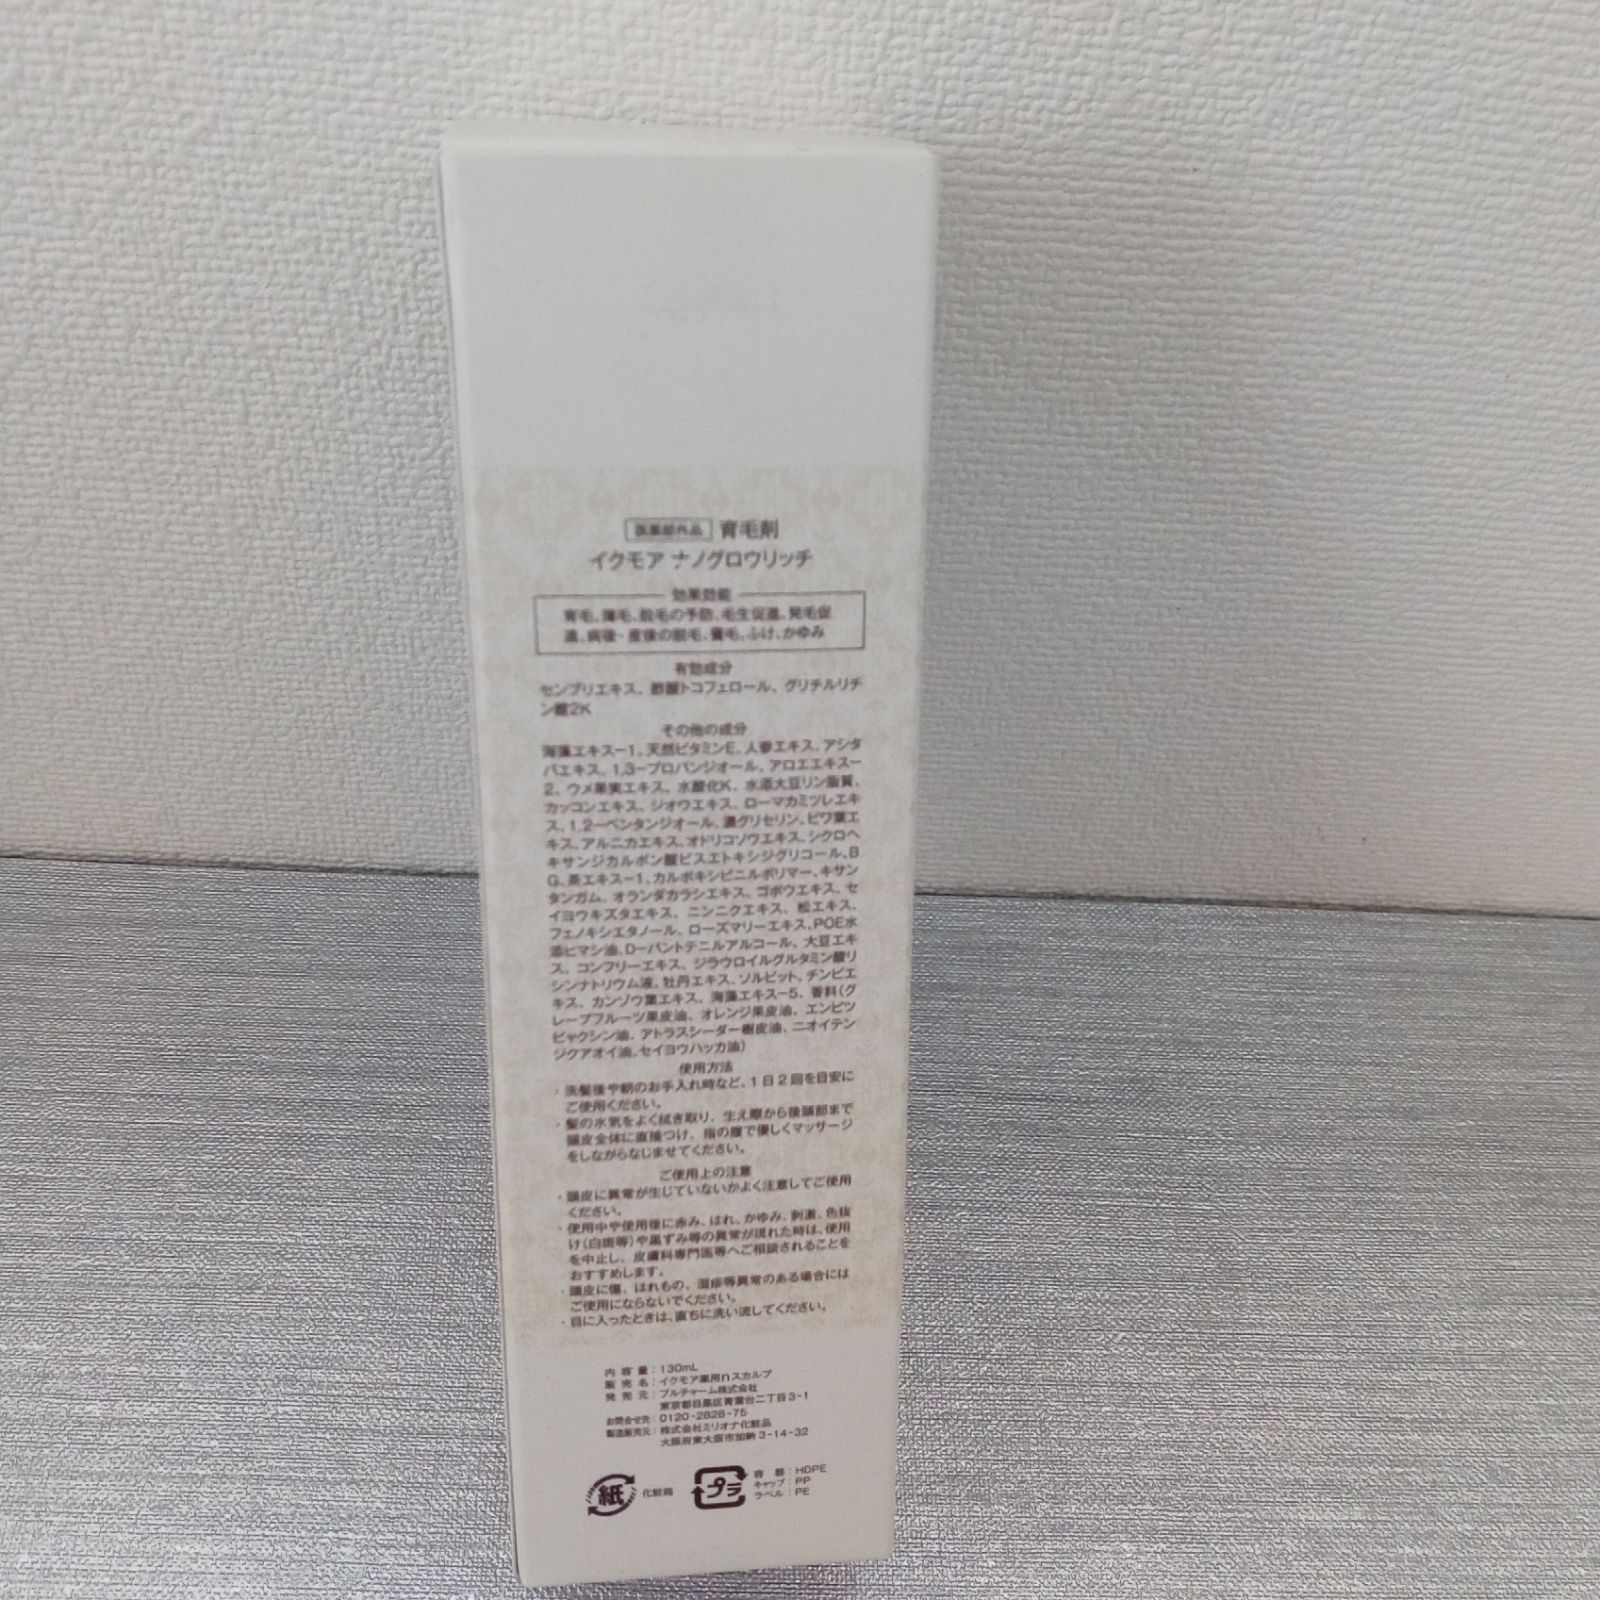 医薬部外品 育毛剤
イクモア ナノグロウリッチ
効果効能
育毛、薄毛、脱毛の予防、毛生促進、発毛促
進、病後・産後の脱毛、養毛、ふけ、かゆみ
有効成分
センブリエキス、酢酸トコフェロール、グリチルリチ
ン酸2K
その他の成分
海藻エキス－1、天然ビタミンE、人参エキス、アシタ
バエキス、1,3－プロパンジオール、アロエエキス－
2、ウメ果実エキス、水酸化K、水添大豆リン脂質、
カッコンエキス、ジオウエキス、ローマカミツレエキ
ス、1,2－ペンタンジオール、濃グリセリン、ビワ葉エ
キス、アルニカエキス、オドリコソウエキス、シクロヘ
キサンジカルボン酸ビスエトキシジグリコール、B
G、茶エキス－1、カルボキシビニルポリマー、キサン
タンガム、オランダカラシエキス、ゴボウエキス、セ
イヨウキズタエキス、ニンニクエキス、松エキス、
フェノキシエタノール、ローズマリーエキス、POE水
添ヒマシ油、D－パントテニルアルコール、大豆エキ
ス、コンフリーエキス、ジラウロイルグルタミン酸リ
シンナトリウム液、牡丹エキス、ソルビット、チンピエ
キス、カンゾウ葉エキス、海藻エキス－5、香料（グ
レープフルーツ果皮油、オレンジ果皮油、エンピツ
ビャクシン油、アトラスシーダー樹皮油、ニオイテン
ジクアオイ油、セイヨウハッカ油）
使用方法
・洗髪後や朝のお手入れ時など、1日2回を目安に
ご使用ください。
・髪の水気をよく拭き取り、生え際から後頭部まで
頭皮全体に直接つけ、指の腹で優しくマッサージ
をしながらなじませてください。
ご使用上の注意
・頭皮に異常が生じていないかよく注意してご使用
ください。
・使用中や使用後に赤み、はれ、かゆみ、刺激、色抜
け（白斑等）や黒ずみ等の異常が現れた時は、使用
を中止し、皮膚科専門医等へご相談されることを
おすすめします。
・頭皮に傷、はれもの、湿疹等異常のある場合には
ご使用にならないでください。
・目に入ったときは、直ちに洗い流してください。
内容量：130mL
販売名：イクモア薬用nスカルプ
発売元：プルチャーム株式会社
東京都目黒区青葉台二丁目3-1
お問合せ先：0120-2828-75
製造販売元：株式会社ミリオナ化粧品
大阪府東大阪市加納3-14-32
紙 化粧箱
プラ 容器：HDPE
キャップ：PP
ラベル：PE